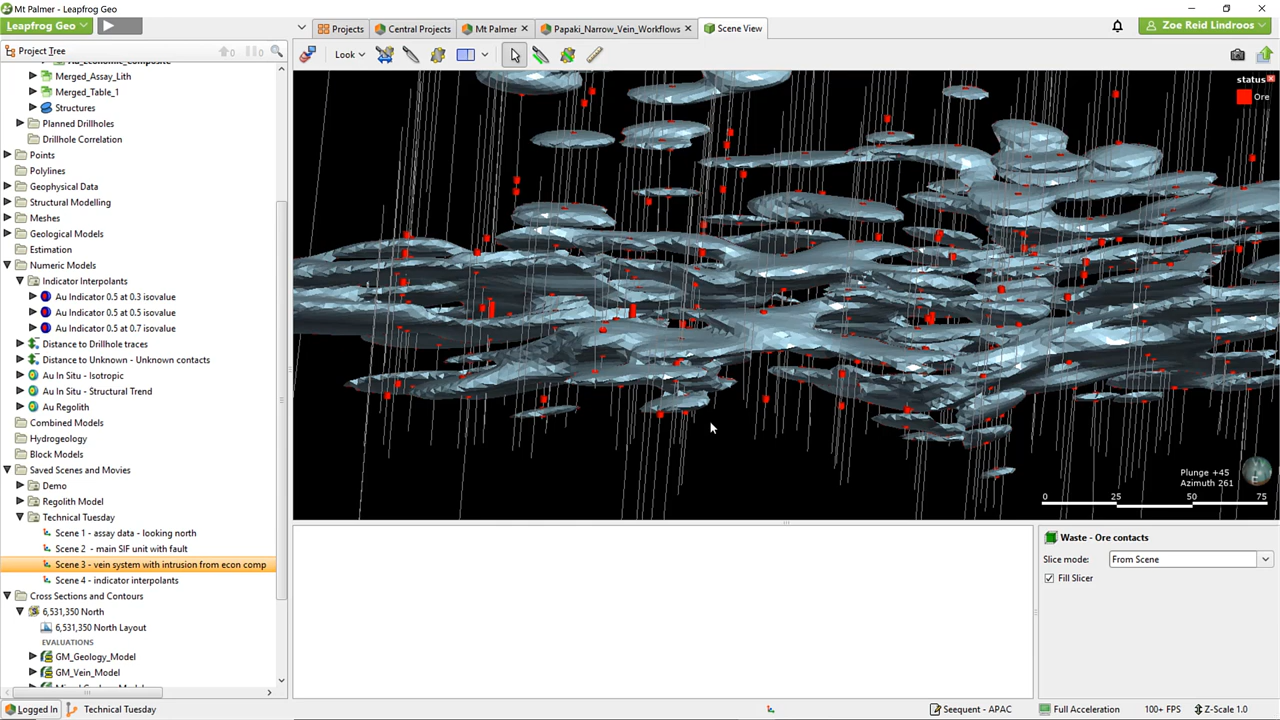 Mt Palmer - Leapfrog Geo
Leapfrog Geo
Projects
Central Projects
Mt Palmer
Papaki_Narrow_Vein_Workflows
Scene View
Zoe Reid Lindroos
Project Tree
Look
Au_Economic_Composite
Merged_Assay_Lith
Merged_Table_1
Structures
Planned Drillholes
Drillhole Correlation
Points
Polylines
Geophysical Data
Structural Modelling
Meshes
Geological Models
Estimation
Numeric Models
Indicator Interpolants
Au Indicator 0.5 at 0.3 isovalue
Au Indicator 0.5 at 0.5 isovalue
Au Indicator 0.5 at 0.7 isovalue
Distance to Drillhole traces
Distance to Unknown - Unknown contacts
Au In Situ - Isotropic
Au In Situ - Structural Trend
Au Regolith
Combined Models
Hydrogeology
Block Models
Saved Scenes and Movies
Demo
Regolith Model
Technical Tuesday
Scene 1 - assay data - looking north
Scene 2 - main SIF unit with fault
Scene 3 - vein system with intrusion from econ comp
Scene 4 - indicator interpolants
Cross Sections and Contours
6,531,350 North
6,531,350 North Layout
EVALUATIONS
GM_Geology_Model
GM_Vein_Model
status
Ore
Plunge +45
Azimuth 261
0 25 50 75
Waste - Ore contacts
Slice mode: From Scene
Fill Slicer
Logged In
Technical Tuesday
Seequent - APAC
Full Acceleration
100+ FPS
Z-Scale 1.0